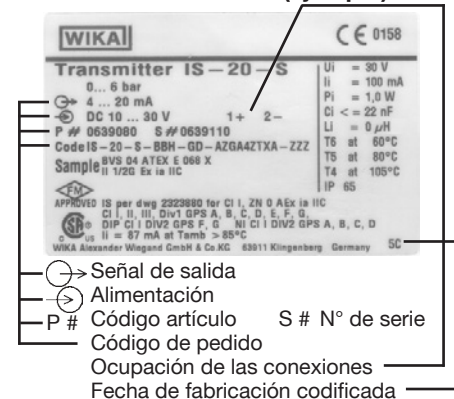 WIKAI
CE 0158
Transmitter IS-20-S
0... 6 bar
4 ... 20 mA
DC 10 ... 30 V 1+ 2-
P # 0639080 S # 0639110
Code IS-20-S-BBH-GD-AZGA4ZTXA-ZZZ
Sample BVS 04 ATEX E 068 X
II 1/2G Ex ia IIC
Ui = 30 V
Ii = 100 mA
Pi = 1,0 W
Ci <= 22 nF
Li = 0 µH
T6 at 60°C
T5 at 80°C
T4 at 105°C
IP 65
FM
APPROVED IS per dwg 2323880 for CI I, ZN 0 AEx ia IIC
CI I, II, III, Div1 GPS A, B, C, D, E, F, G,
DIP CI I DIV2 GPS F, G NI CI I DIV2 GPS A, B, C, D
Ii = 87 mA at Tamb >85°C
SA
C US
WIKA Alexander Wiegand GmbH & Co.KG 63911 Klingenberg Germany SC
Señal de salida
Alimentación
P # Código artículo S # N° de serie
Código de pedido
Ocupación de las conexiones
Fecha de fabricación codificada